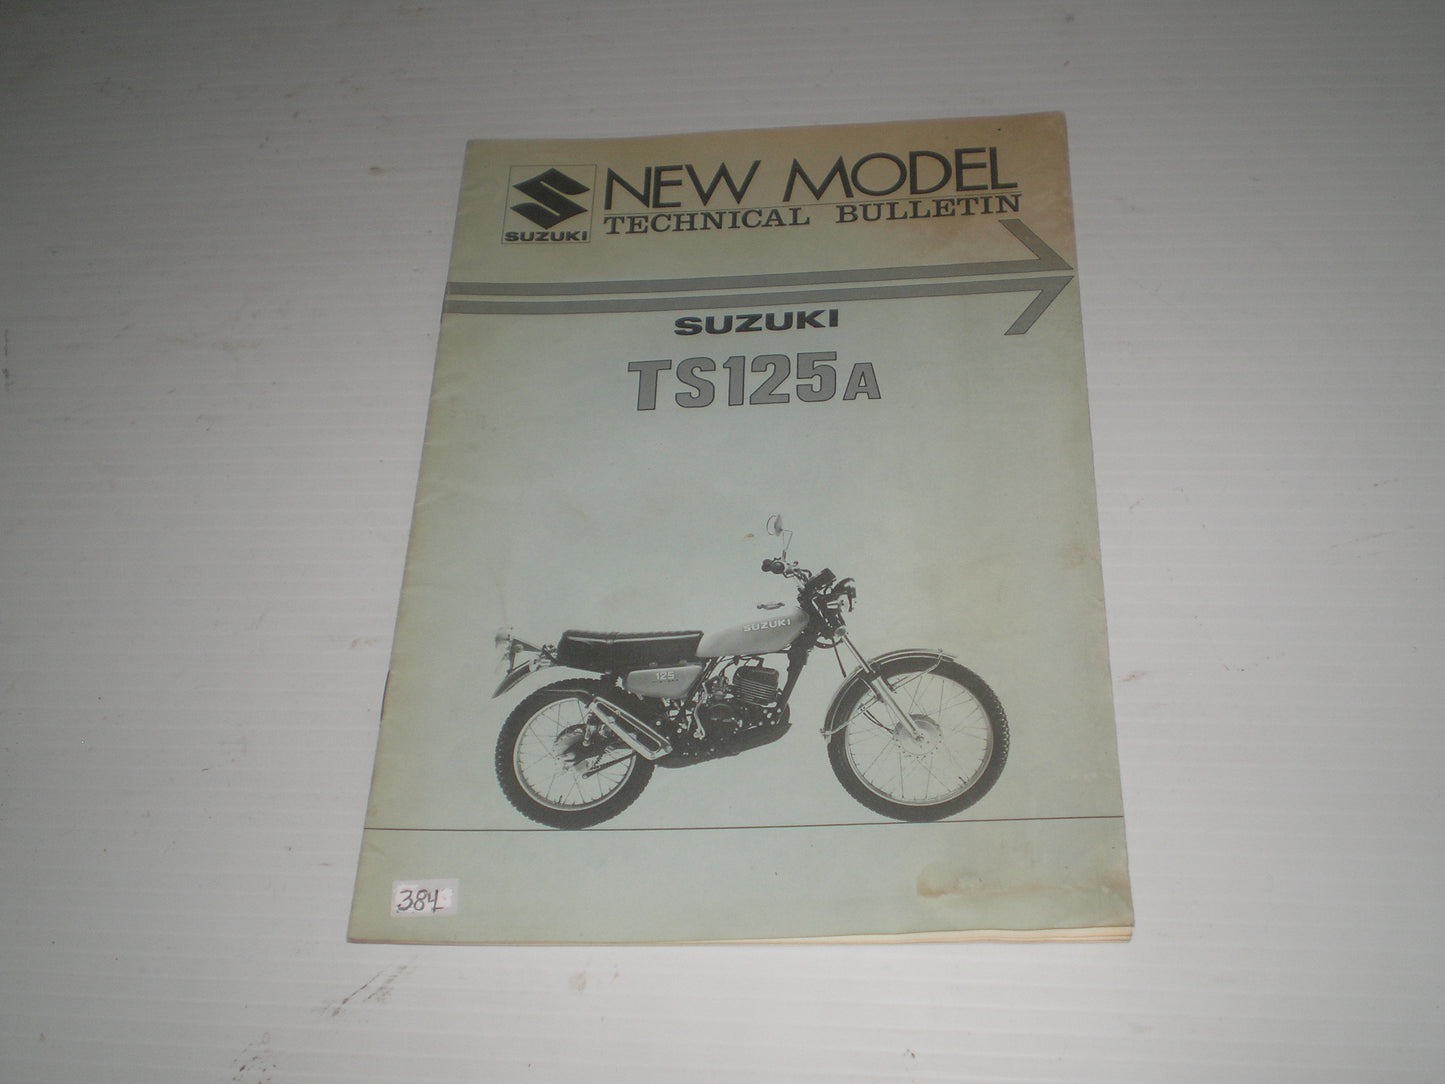 NEW MODEL
TECHNICAL BULLETIN
SUZUKI
SUZUKI
TS125A
SUZUKI
125
384